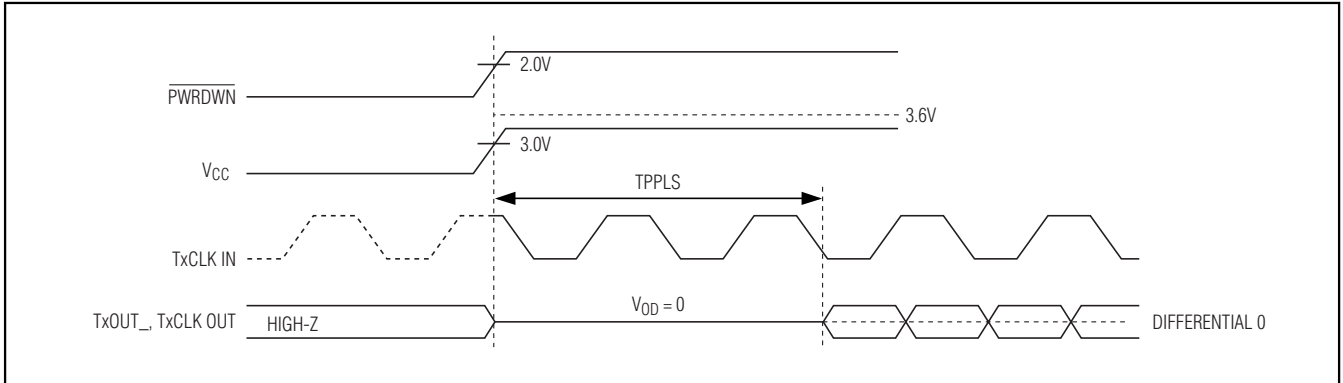 2.0V
PWRDWN
3.6V
3.0V
VCC
TPPLS
TxCLK IN
VOD = 0
TxOUT_, TxCLK OUT
HIGH-Z
DIFFERENTIAL 0